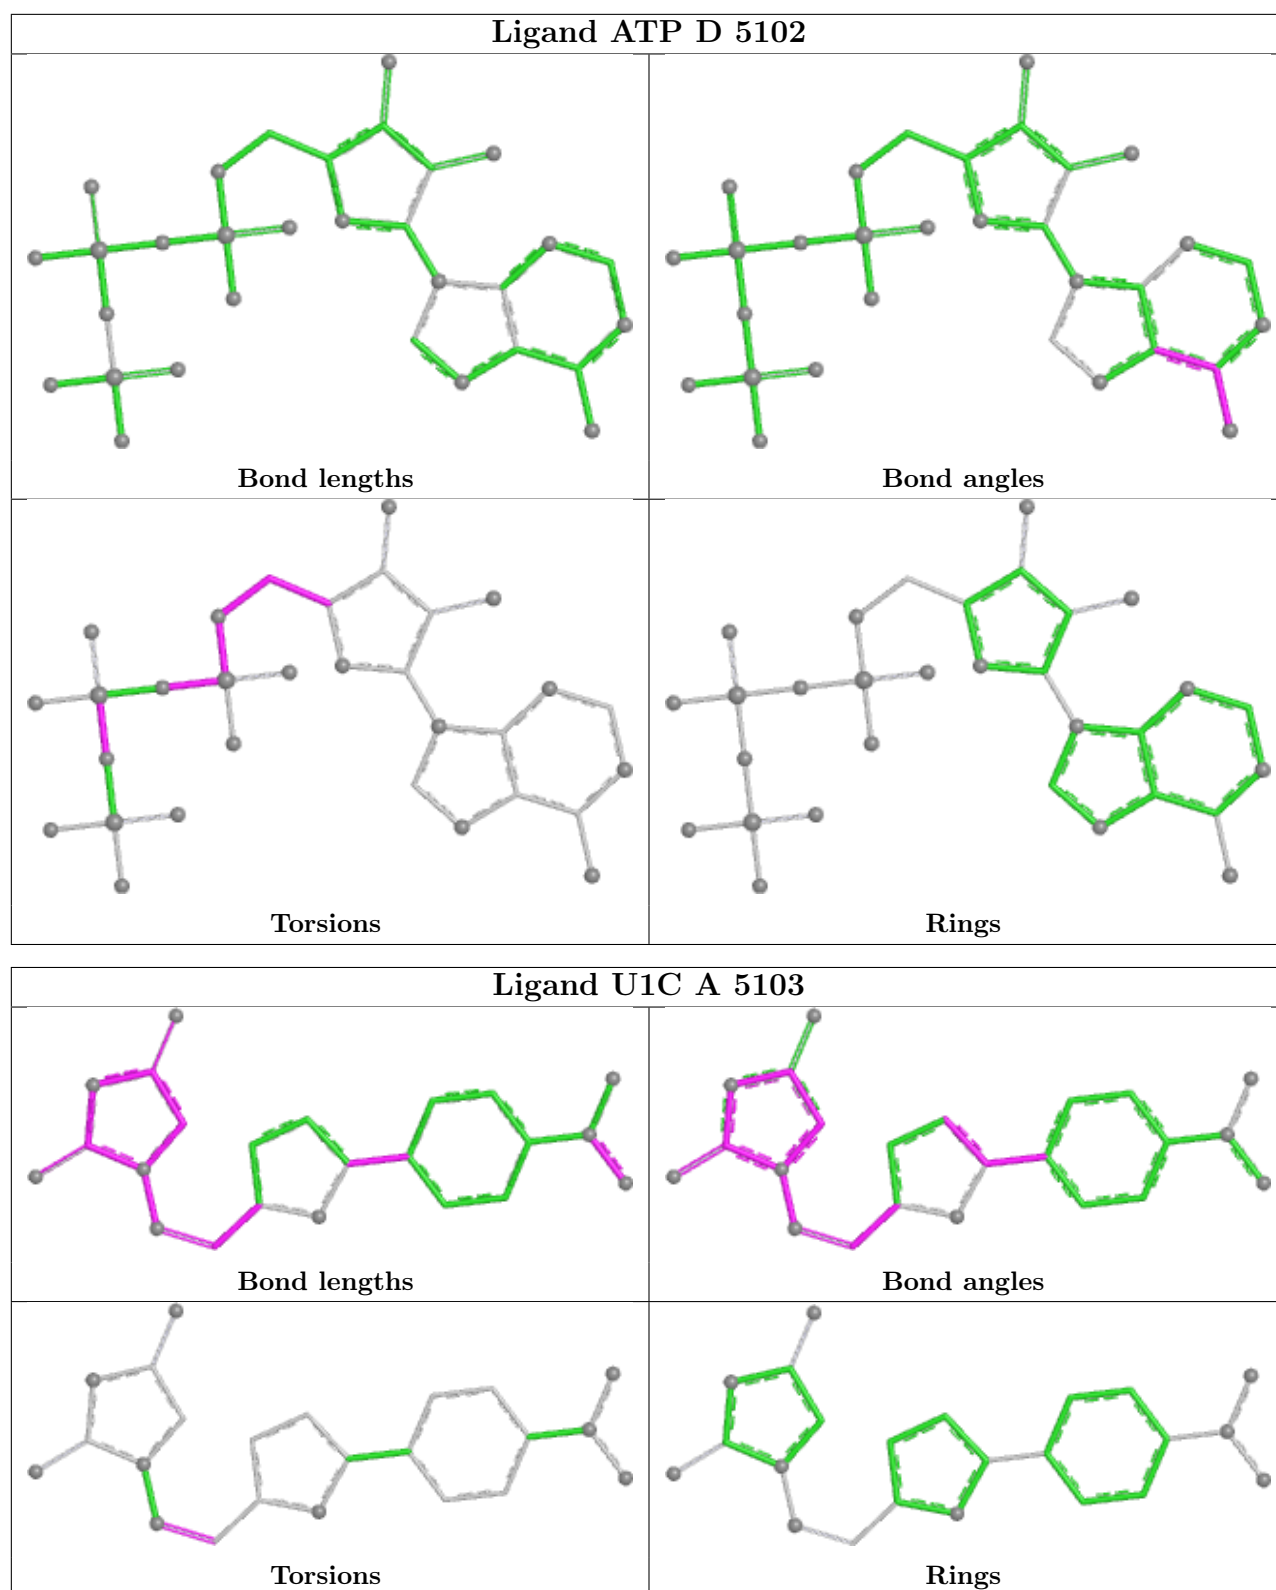 Ligand ATP D 5102
Bond lengths
Bond angles
Torsions
Rings
Ligand U1C A 5103
Bond lengths
Bond angles
Torsions
Rings